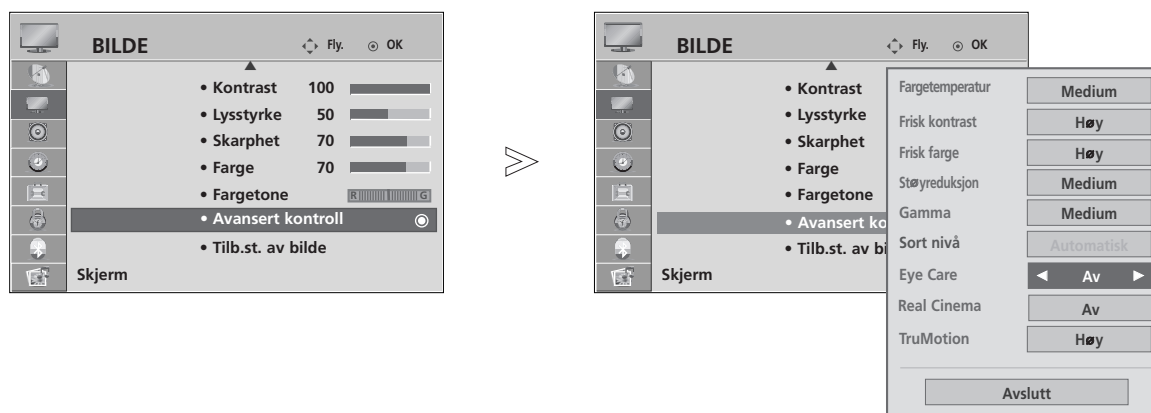 BILDE Fly. OK
• Kontrast 100
• Lysstyrke 50
• Skarphet 70
• Farge 70
• Fargetone R G
• Avansert kontroll
• Tilb.st. av bilde
Skjerm
BILDE Fly. OK
• Kontrast
• Lysstyrke
• Skarphet
• Farge
• Fargetone
• Avansert ko
• Tilb.st. av bi
Skjerm
Fargetemperatur Medium
Frisk kontrast Høy
Frisk farge Høy
Støyreduksjon Medium
Gamma Medium
Sort nivå Automatisk
Eye Care ◄ Av ►
Real Cinema Av
TruMotion Høy
Avslutt